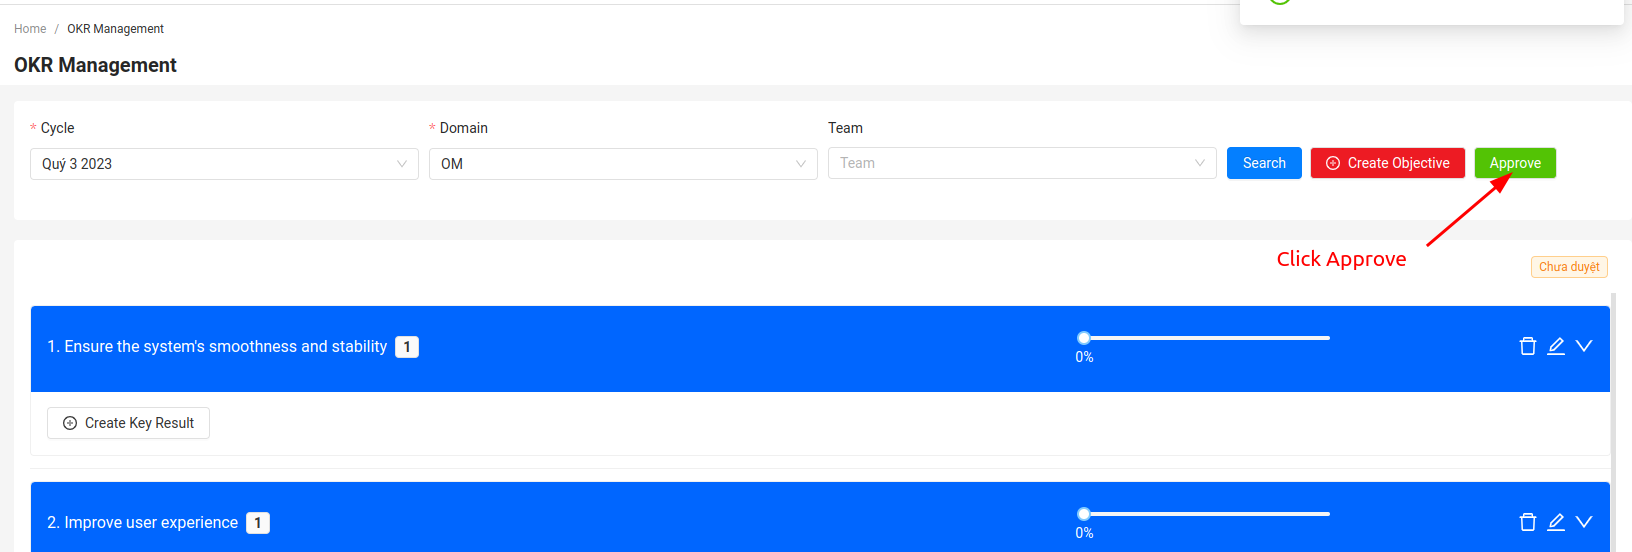 Home / OKR Management
OKR Management
* Cycle
* Domain
Team
Quý 3 2023
OM
Team
Search
Create Objective
Approve
Click Approve
Chưa duyệt
1. Ensure the system's smoothness and stability 1
0%
Create Key Result
2. Improve user experience 1
0%